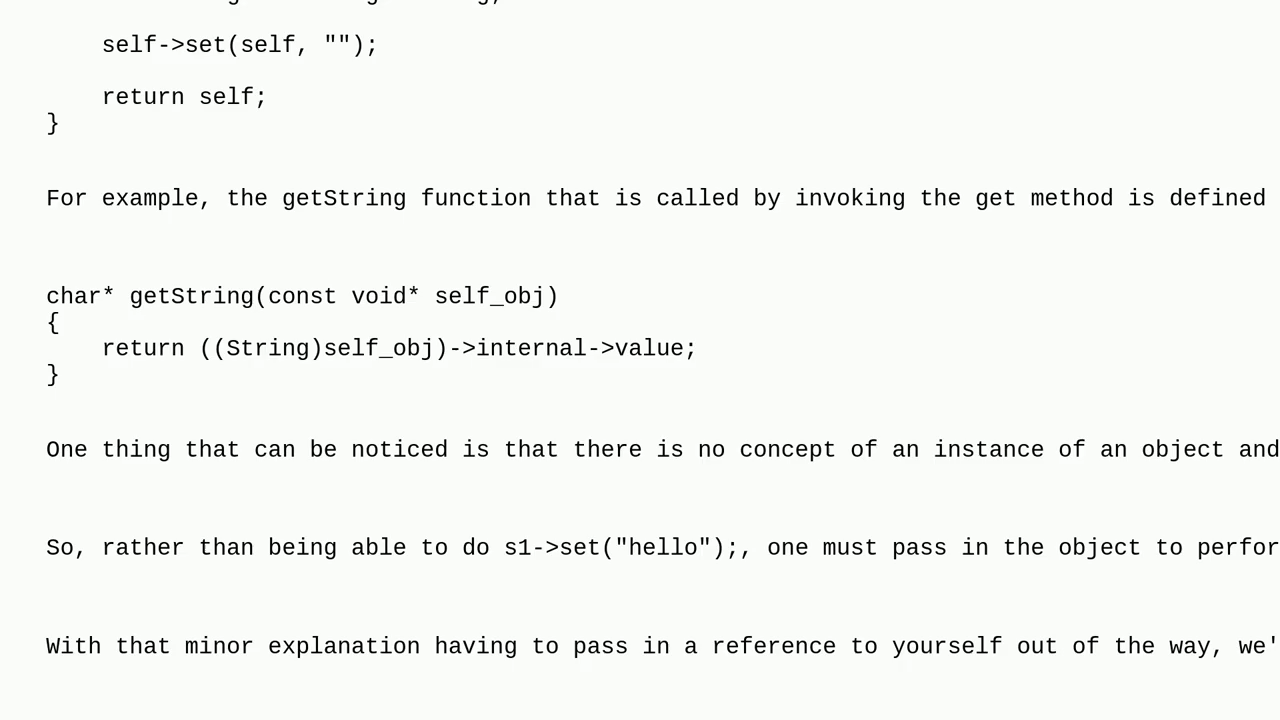 self->set(self, "");
return self;
}
For example, the getString function that is called by invoking the get method is defined
char* getString(const void* self_obj)
{
return ((String)self_obj)->internal->value;
}
One thing that can be noticed is that there is no concept of an instance of an object and
So, rather than being able to do s1->set("hello");, one must pass in the object to perfor
With that minor explanation having to pass in a reference to yourself out of the way, we'